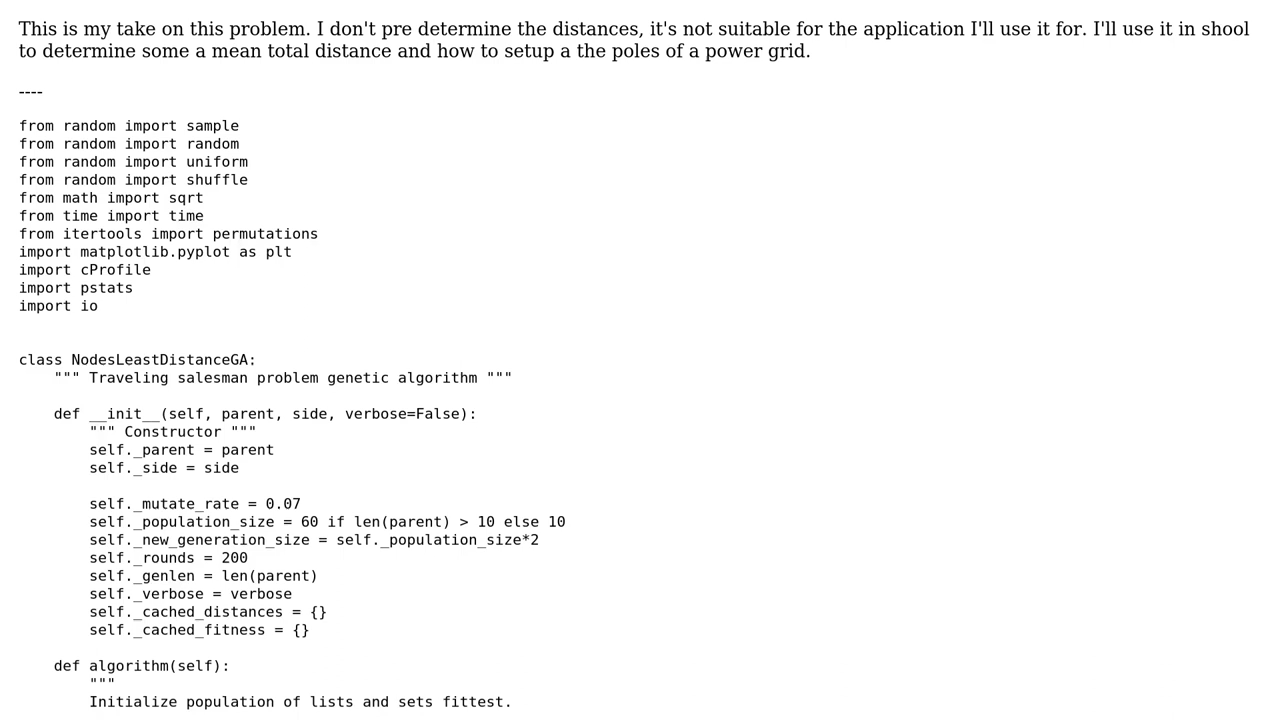 This is my take on this problem. I don't pre determine the distances, it's not suitable for the application I'll use it for. I'll use it in shool
to determine some a mean total distance and how to setup a the poles of a power grid.
----
from random import sample
from random import random
from random import uniform
from random import shuffle
from math import sqrt
from time import time
from itertools import permutations
import matplotlib.pyplot as plt
import cProfile
import pstats
import io
class NodesLeastDistanceGA:
    """ Traveling salesman problem genetic algorithm """
    def __init__(self, parent, side, verbose=False):
        """ Constructor """
        self._parent = parent
        self._side = side
        self._mutate_rate = 0.07
        self._population_size = 60 if len(parent) > 10 else 10
        self._new_generation_size = self._population_size*2
        self._rounds = 200
        self._genlen = len(parent)
        self._verbose = verbose
        self._cached_distances = {}
        self._cached_fitness = {}
    def algorithm(self):
        """
        Initialize population of lists and sets fittest.